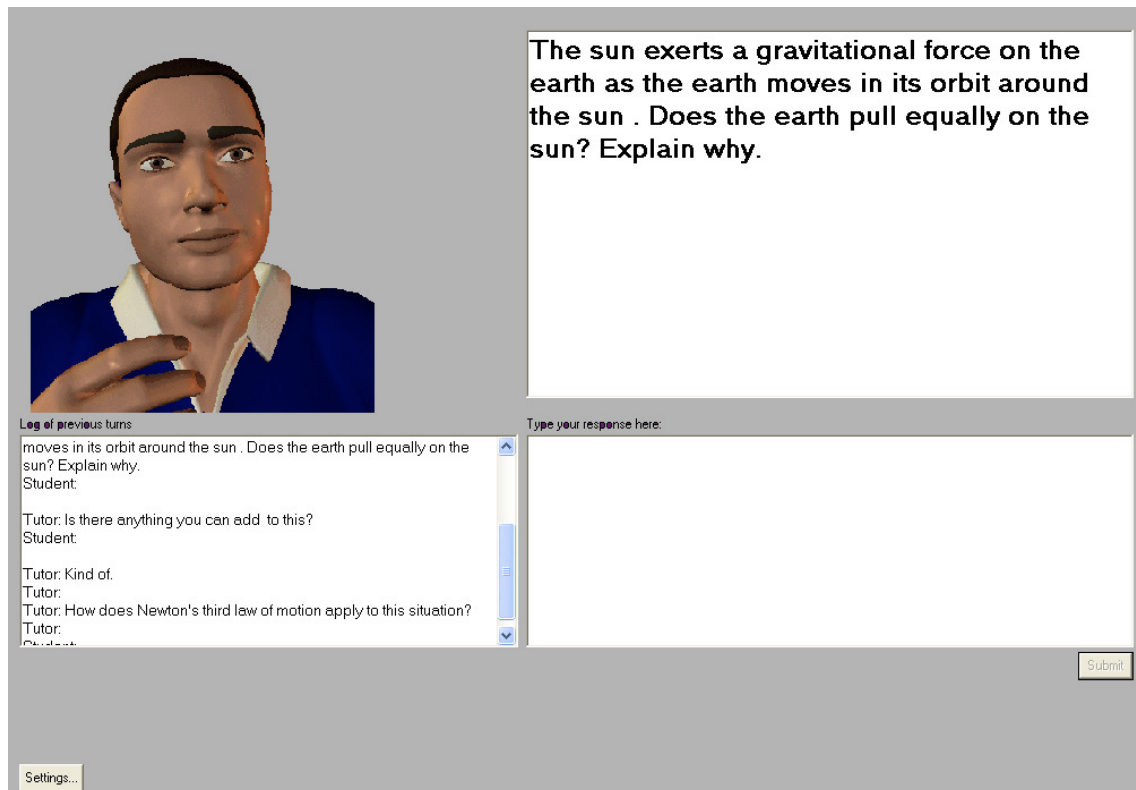 The sun exerts a gravitational force on the
earth as the earth moves in its orbit around
the sun . Does the earth pull equally on the
sun? Explain why.
Log of previous turns
moves in its orbit around the sun . Does the earth pull equally on the
sun? Explain why.
Student:
Tutor: Is there anything you can add to this?
Student:
Tutor: Kind of.
Tutor:
Tutor: How does Newton's third law of motion apply to this situation?
Tutor:
Student:
Type your response here:
Submit
Settings...